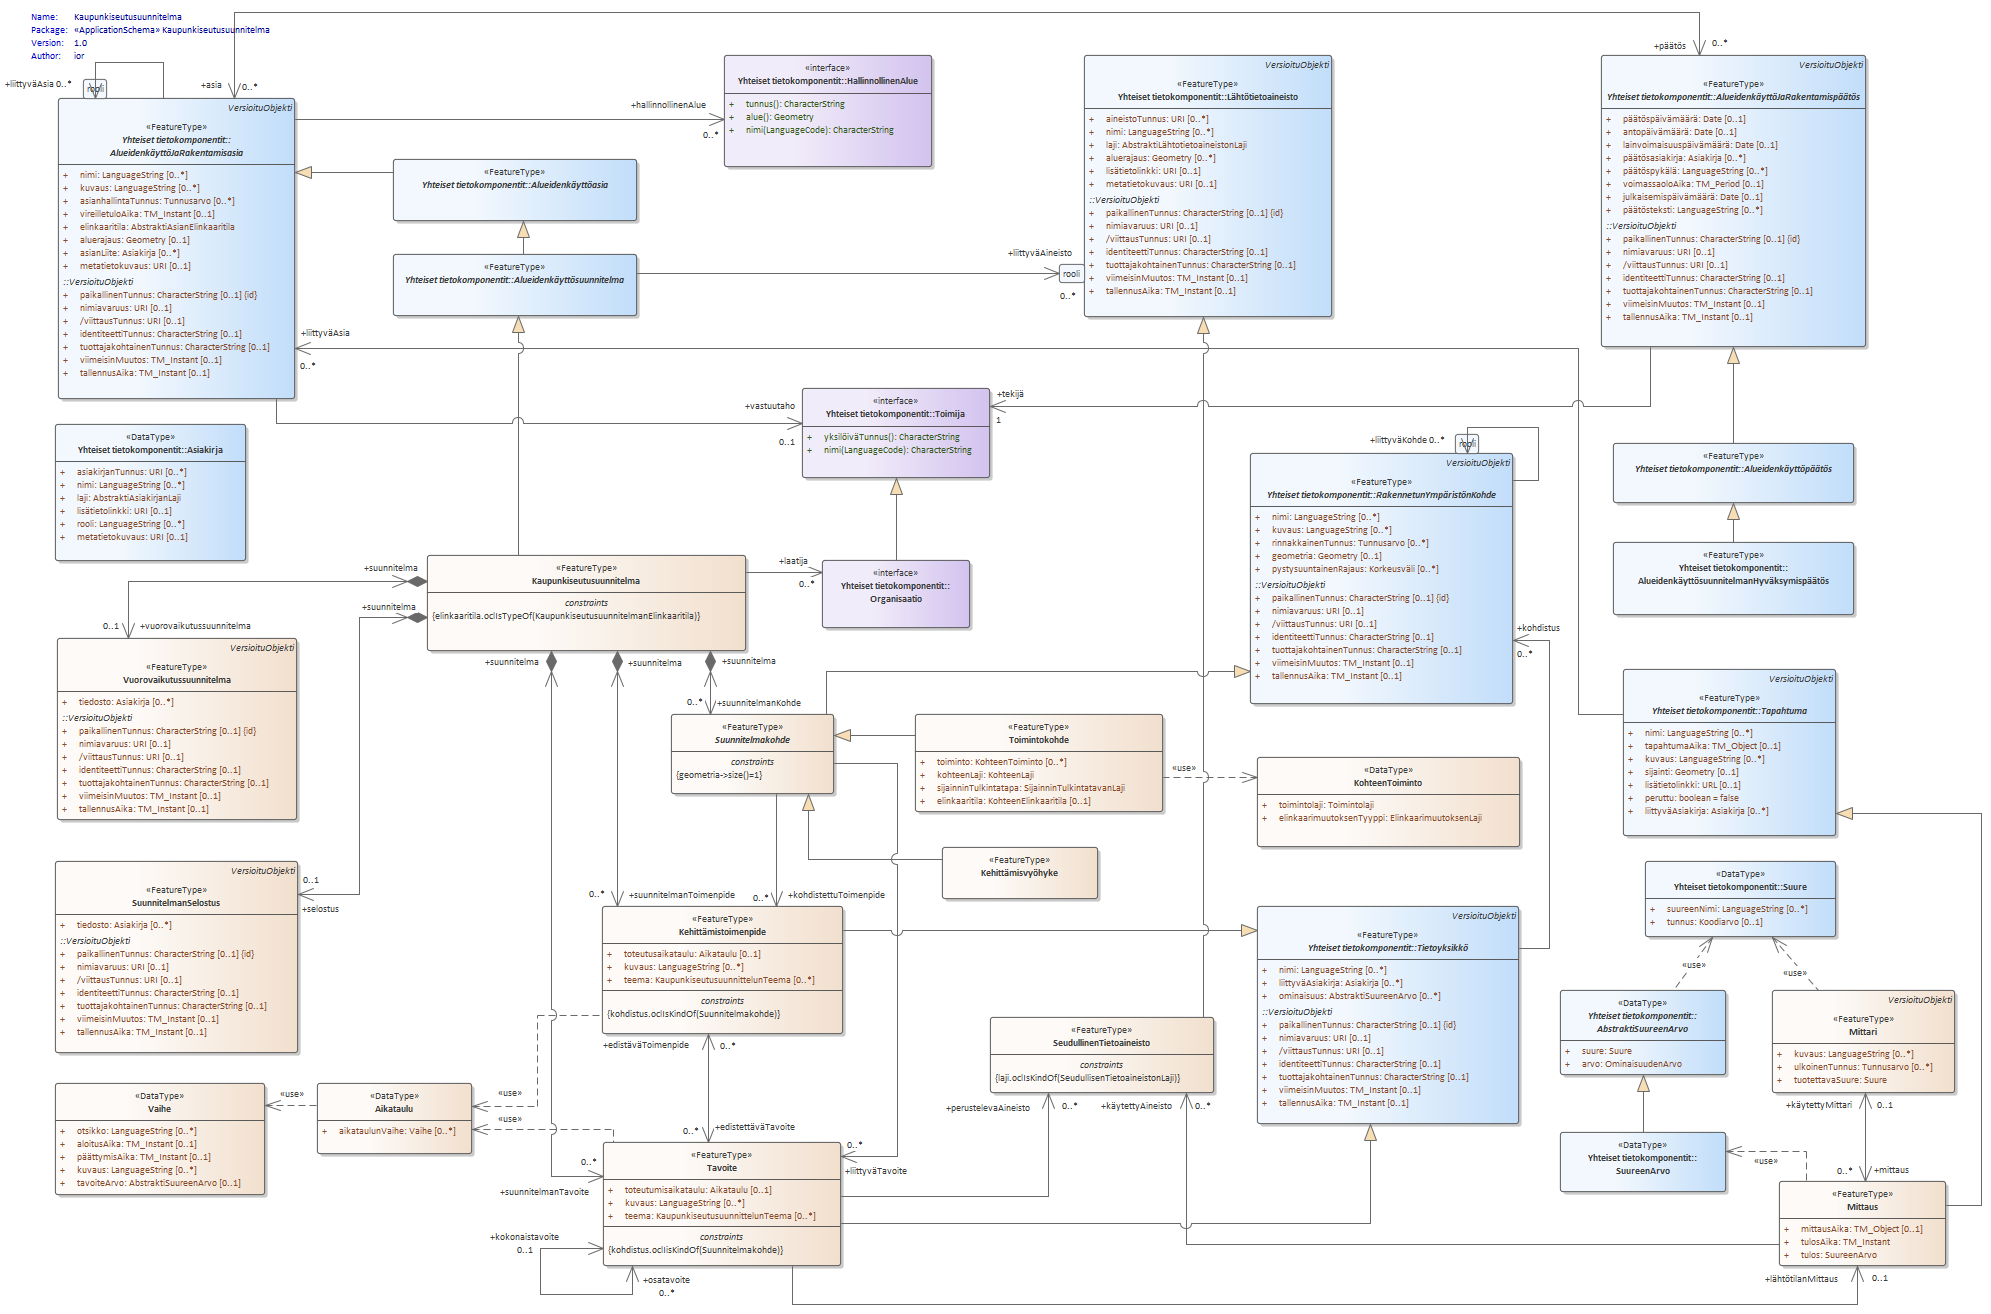 Name: Kaupunkiseutusuunnitelma
Package: «ApplicationSchema» Kaupunkiseutusuunnitelma
Version: 1.0
Author: ior
+liittyväAsia 0..*
rooli
+asia
0..*
+päätös
0..*
VersioituObjekti
«FeatureType»
Yhteiset tietokomponentit::
AlueidenkäyttöJaRakentamisasia
+ nimi: LanguageString [0..*]
+ kuvaus: LanguageString [0..*]
+ asianhallintaTunnus: Tunnusarvo [0..*]
+ vireilletuloAika: TM_Instant [0..1]
+ elinkaaritila: AbstraktiAsianElinkaaritila
+ aluerajaus: Geometry [0..1]
+ asianLiite: Asiakirja [0..*]
+ metatietokuvaus: URI [0..1]
::VersioituObjekti
+ paikallinenTunnus: CharacterString [0..1] {id}
+ nimiavaruus: URI [0..1]
+ /viittausTunnus: URI [0..1]
+ identiteettiTunnus: CharacterString [0..1]
+ tuottajakohtainenTunnus: CharacterString [0..1]
+ viimeisinMuutos: TM_Instant [0..1]
+ tallennusAika: TM_Instant [0..1]
+hallinnollinenAlue
0..*
«interface»
Yhteiset tietokomponentit::HallinnollinenAlue
+ tunnus(): CharacterString
+ alue(): Geometry
+ nimi(LanguageCode): CharacterString
«FeatureType»
Yhteiset tietokomponentit::Alueidenkäyttöasia
«FeatureType»
Yhteiset tietokomponentit::Alueidenkäyttösuunnitelma
+liittyväAineisto
rooli
0..*
VersioituObjekti
«FeatureType»
Yhteiset tietokomponentit::Lähtötietoaineisto
+ aineistoTunnus: URI [0..*]
+ nimi: LanguageString [0..*]
+ laji: AbstraktiLähtotietoaineistonLaji
+ aluerajaus: Geometry [0..*]
+ lisätietolinkki: URI [0..1]
+ metatietokuvaus: URI [0..1]
::VersioituObjekti
+ paikallinenTunnus: CharacterString [0..1] {id}
+ nimiavaruus: URI [0..1]
+ /viittausTunnus: URI [0..1]
+ identiteettiTunnus: CharacterString [0..1]
+ tuottajakohtainenTunnus: CharacterString [0..1]
+ viimeisinMuutos: TM_Instant [0..1]
+ tallennusAika: TM_Instant [0..1]
VersioituObjekti
«FeatureType»
Yhteiset tietokomponentit::AlueidenkäyttöJaRakentamispäätös
+ päätöspäivämäärä: Date [0..1]
+ antopäivämäärä: Date [0..1]
+ lainvoimaisuuspäivämäärä: Date [0..1]
+ päätösasiakirja: Asiakirja [0..*]
+ päätöspykälä: LanguageString [0..*]
+ voimassaoloAika: TM_Period [0..1]
+ julkaisemispäivämäärä: Date [0..1]
+ päätösteksti: LanguageString [0..*]
::VersioituObjekti
+ paikallinenTunnus: CharacterString [0..1] {id}
+ nimiavaruus: URI [0..1]
+ /viittausTunnus: URI [0..1]
+ identiteettiTunnus: CharacterString [0..1]
+ tuottajakohtainenTunnus: CharacterString [0..1]
+ viimeisinMuutos: TM_Instant [0..1]
+ tallennusAika: TM_Instant [0..1]
+liittyväAsia
0..*
+vastuutaho
0..1
«interface»
Yhteiset tietokomponentit::Toimija
+ yksilöiväTunnus(): CharacterString
+ nimi(LanguageCode): CharacterString
+tekijä
1
«DataType»
Yhteiset tietokomponentit::Asiakirja
+ asiakirjanTunnus: URI [0..*]
+ nimi: LanguageString [0..*]
+ laji: AbstraktiAsiakirjanLaji
+ lisätietolinkki: URI [0..1]
+ rooli: LanguageString [0..*]
+ metatietokuvaus: URI [0..1]
+liittyväKohde 0..*
rooli
VersioituObjekti
«FeatureType»
Yhteiset tietokomponentit::RakennetunYmpäristönKohde
+ nimi: LanguageString [0..*]
+ kuvaus: LanguageString [0..*]
+ rinnakkainenTunnus: Tunnusarvo [0..*]
+ geometria: Geometry [0..1]
+ pystysuuntainenRajaus: Korkeusväli [0..*]
::VersioituObjekti
+ paikallinenTunnus: CharacterString [0..1] {id}
+ nimiavaruus: URI [0..1]
+ /viittausTunnus: URI [0..1]
+ identiteettiTunnus: CharacterString [0..1]
+ tuottajakohtainenTunnus: CharacterString [0..1]
+ viimeisinMuutos: TM_Instant [0..1]
+ tallennusAika: TM_Instant [0..1]
«FeatureType»
Yhteiset tietokomponentit::Alueidenkäyttöpäätös
«FeatureType»
Yhteiset tietokomponentit::
AlueidenkäyttösuunnitelmanHyväksymispäätös
+suunnitelma
+suunnitelma
«FeatureType»
Kaupunkiseutusuunnitelma
constraints
{elinkaaritila.oclIsTypeOf(KaupunkiseutusuunnitelmanElinkaaritila)}
+laatija
0..*
«interface»
Yhteiset tietokomponentit::
Organisaatio
0..1
+vuorovaikutussuunnitelma
+suunnitelma
+suunnitelma
+suunnitelma
+kohdistus
0..*
VersioituObjekti
«FeatureType»
Vuorovaikutussuunnitelma
+ tiedosto: Asiakirja [0..*]
::VersioituObjekti
+ paikallinenTunnus: CharacterString [0..1] {id}
+ nimiavaruus: URI [0..1]
+ /viittausTunnus: URI [0..1]
+ identiteettiTunnus: CharacterString [0..1]
+ tuottajakohtainenTunnus: CharacterString [0..1]
+ viimeisinMuutos: TM_Instant [0..1]
+ tallennusAika: TM_Instant [0..1]
0..*
+suunnitelmanKohde
«FeatureType»
Suunnitelmakohde
constraints
{geometria->size()=1}
«FeatureType»
Toimintokohde
+ toiminto: KohteenToiminto [0..*]
+ kohteenLaji: KohteenLaji
+ sijainninTulkintatapa: SijainninTulkintatavanLaji
+ elinkaaritila: KohteenElinkaaritila [0..1]
«use»
«DataType»
KohteenToiminto
+ toimintolaji: Toimintolaji
+ elinkaarimuutoksenTyyppi: ElinkaarimuutoksenLaji
VersioituObjekti
«FeatureType»
Yhteiset tietokomponentit::Tapahtuma
+ nimi: LanguageString [0..*]
+ tapahtumaAika: TM_Object [0..1]
+ kuvaus: LanguageString [0..*]
+ sijainti: Geometry [0..1]
+ lisätietolinkki: URL [0..1]
+ peruttu: boolean = false
+ liittyväAsiakirja: Asiakirja [0..*]
«FeatureType»
Kehittämisvyöhyke
VersioituObjekti
«FeatureType»
SuunnitelmanSelostus
+ tiedosto: Asiakirja [0..*]
::VersioituObjekti
+ paikallinenTunnus: CharacterString [0..1] {id}
+ nimiavaruus: URI [0..1]
+ /viittausTunnus: URI [0..1]
+ identiteettiTunnus: CharacterString [0..1]
+ tuottajakohtainenTunnus: CharacterString [0..1]
+ viimeisinMuutos: TM_Instant [0..1]
+ tallennusAika: TM_Instant [0..1]
0..1
+selostus
0..*
+suunnitelmanToimenpide
0..*
+kohdistettuToimenpide
«FeatureType»
Kehittämistoimenpide
+ toteutusaikataulu: Aikataulu [0..1]
+ kuvaus: LanguageString [0..*]
+ teema: KaupunkiseutusuunnittelunTeema [0..*]
constraints
{kohdistus.oclIsKindOf(Suunnitelmakohde)}
VersioituObjekti
«FeatureType»
Yhteiset tietokomponentit::Tietoyksikkö
+ nimi: LanguageString [0..*]
+ liittyväAsiakirja: Asiakirja [0..*]
+ ominaisuus: AbstraktiSuureenArvo [0..*]
::VersioituObjekti
+ paikallinenTunnus: CharacterString [0..1] {id}
+ nimiavaruus: URI [0..1]
+ /viittausTunnus: URI [0..1]
+ identiteettiTunnus: CharacterString [0..1]
+ tuottajakohtainenTunnus: CharacterString [0..1]
+ viimeisinMuutos: TM_Instant [0..1]
+ tallennusAika: TM_Instant [0..1]
«DataType»
Yhteiset tietokomponentit::Suure
+ suureenNimi: LanguageString [0..*]
+ tunnus: Koodiarvo [0..1]
«use»
«use»
«DataType»
Yhteiset tietokomponentit::
AbstraktiSuureenArvo
+ suure: Suure
+ arvo: OminaisuudenArvo
VersioituObjekti
«FeatureType»
Mittari
+ kuvaus: LanguageString [0..*]
+ ulkoinenTunnus: Tunnusarvo [0..*]
+ tuotettavaSuure: Suure
«FeatureType»
SeudullinenTietoaineisto
constraints
{laji.oclIsKindOf(SeudullisenTietoaineistonLaji)}
+edistäväToimenpide
0..*
«DataType»
Vaihe
+ otsikko: LanguageString [0..*]
+ aloitusAika: TM_Instant [0..1]
+ päättymisAika: TM_Instant [0..1]
+ kuvaus: LanguageString [0..*]
+ tavoiteArvo: AbstraktiSuureenArvo [0..1]
«use»
«DataType»
Aikataulu
+ aikataulunVaihe: Vaihe [0..*]
«use»
«use»
+perustelevaAineisto
0..*
+käytettyAineisto
0..*
+käytettyMittari
0..1
0..*
+edistettäväTavoite
0..*
+liittyväTavoite
0..*
+suunnitelmanTavoite
«FeatureType»
Tavoite
+ toteutumisaikataulu: Aikataulu [0..1]
+ kuvaus: LanguageString [0..*]
+ teema: KaupunkiseutusuunnittelunTeema [0..*]
constraints
{kohdistus.oclIisKindOf(Suunnitelmakohde)}
«DataType»
Yhteiset tietokomponentit::
SuureenArvo
«use»
0..*
+mittaus
«FeatureType»
Mittaus
+ mittausAika: TM_Object [0..1]
+ tulosAika: TM_Instant
+ tulos: SuureenArvo
+kokonaistavoite
0..1
+osatavoite
0..*
+lähtötilanMittaus
0..1